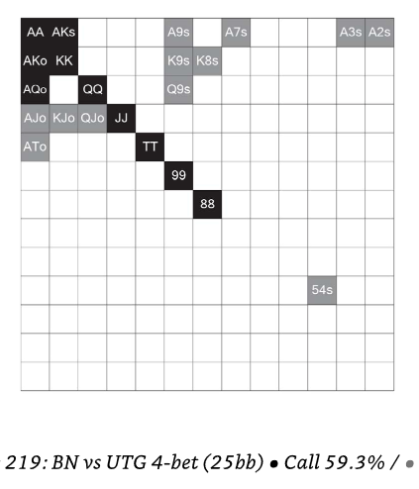 AA AKs A9s A7s A3s A2s
AKo KK K9s K8s
AQo QQ Q9s
AJo KJo QJo JJ
ATo TT
99
88
54s
219: BN vs UTG 4-bet (25bb) • Call 59.3% / •